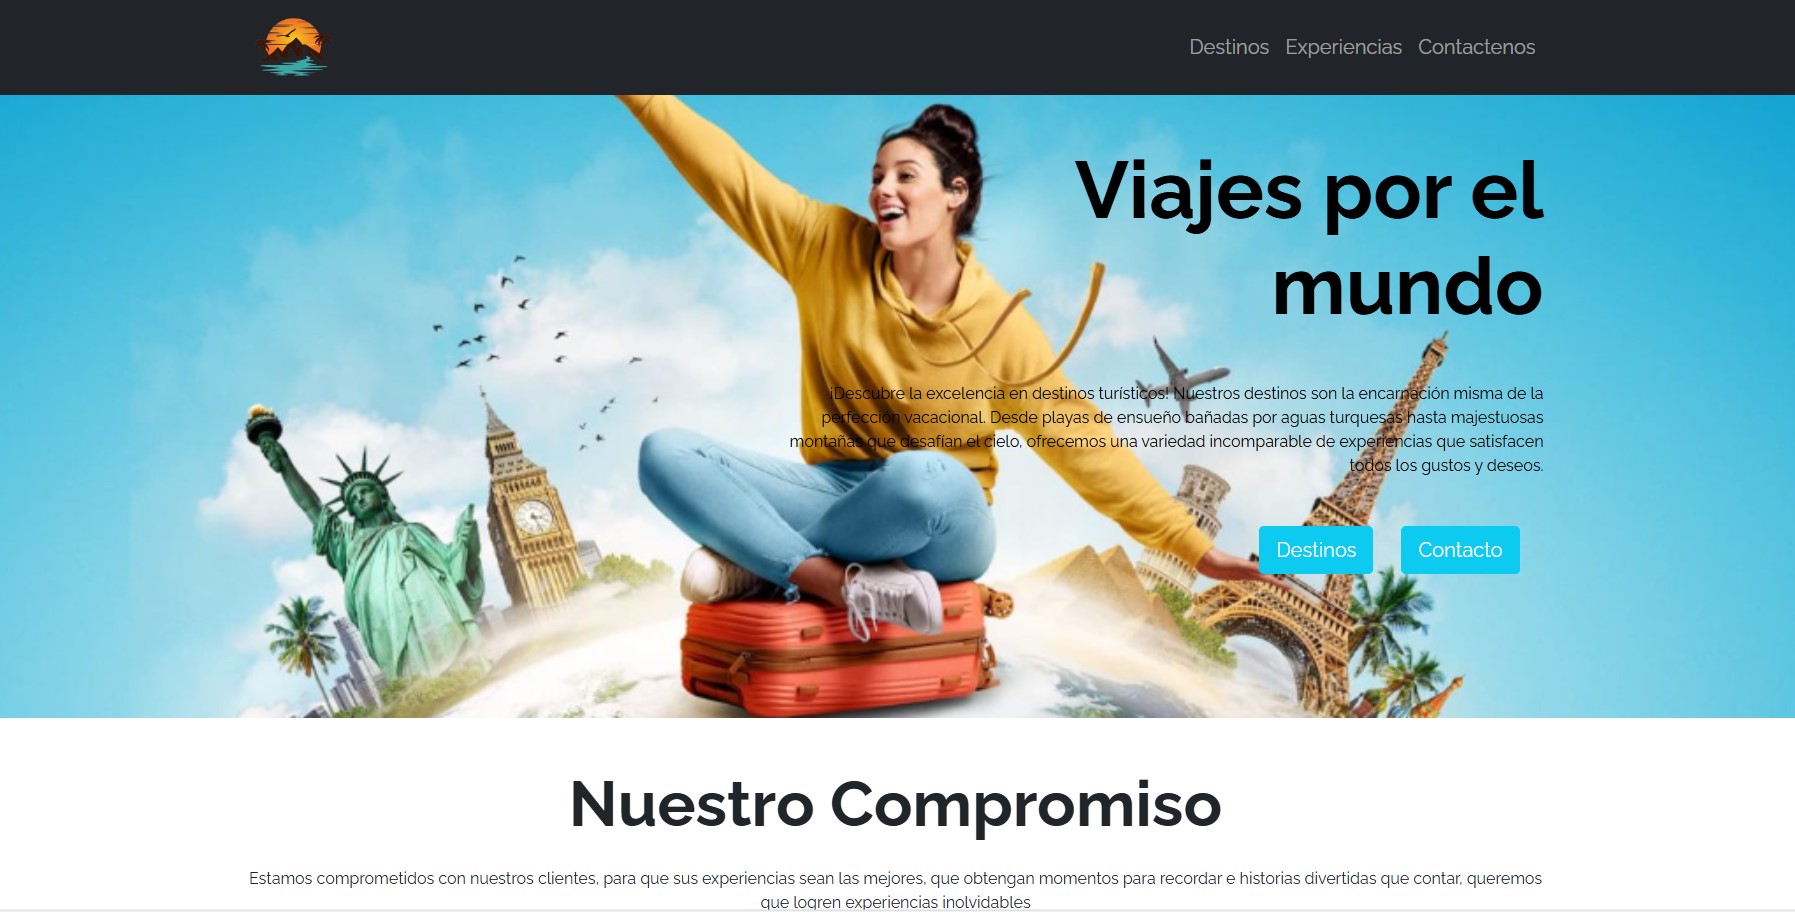 Destinos Experiencias Contactenos
Viajes por el
mundo
¡Descubre la excelencia en destinos turísticos! Nuestros destinos son la encarnación misma de la
perfección vacacional. Desde playas de ensueño bañadas por aguas turquesas hasta majestuosas
montañas que desafían el cielo, ofrecemos una variedad incomparable de experiencias que satisfacen
todos los gustos y deseos.
Destinos Contacto
Nuestro Compromiso
Estamos comprometidos con nuestros clientes, para que sus experiencias sean las mejores, que obtengan momentos para recordar e historias divertidas que contar, queremos
que logren experiencias inolvidables